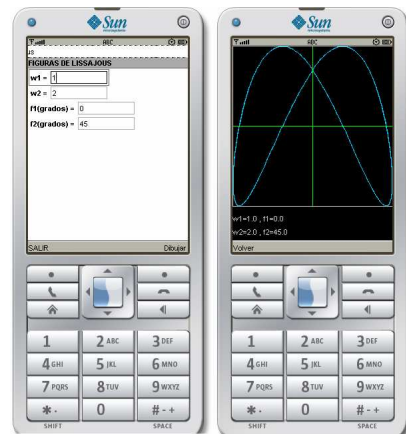 Sun
ABC
us
FIGURAS DE LISSAJOUS
w1 = 1
w2 = 2
f1(grados) = 0
f2(grados) = 45
SALIR Dibujar
1 2 ABC 3 DEF
4 GHI 5 JKL 6 MNO
7 PQRS 8 TUV 9 WXYZ
* . 0 # - +
SHIFT SPACE
Sun
ABC
w1=1.0 , f1=0.0
w2=2.0 , f2=45.0
Volver
1 2 ABC 3 DEF
4 GHI 5 JKL 6 MNO
7 PQRS 8 TUV 9 WXYZ
* . 0 # - +
SHIFT SPACE